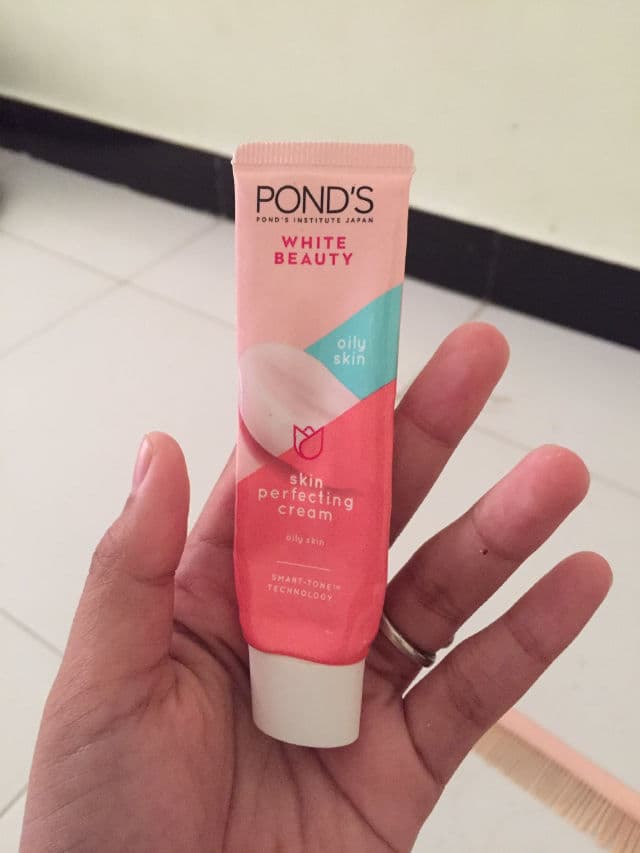 POND'S
POND'S INSTITUTE JAPAN
WHITE
BEAUTY
oily
skin
skin
perfecting
cream
oily skin
SMART-TONE™
TECHNOLOGY